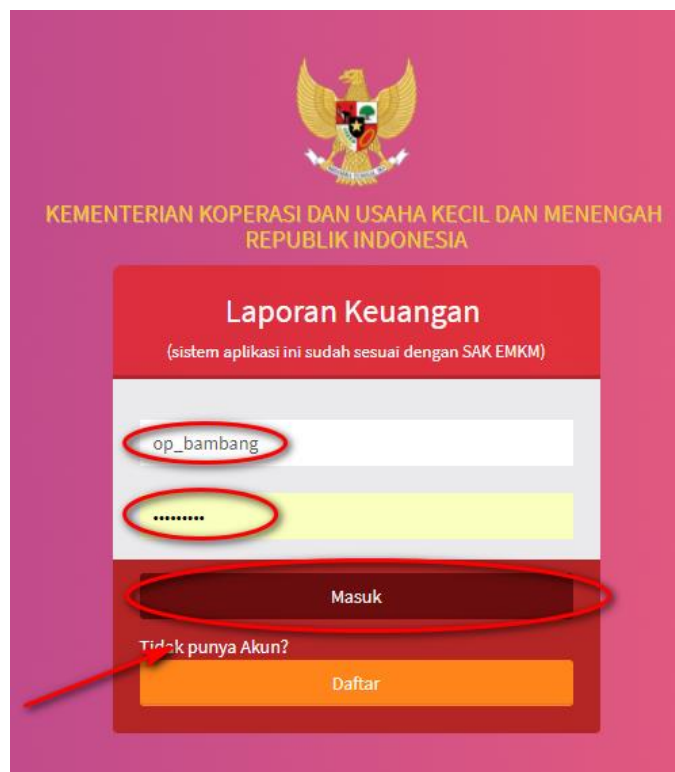 KEMENTERIAN KOPERASI DAN USAHA KECIL DAN MENENGAH
REPUBLIK INDONESIA
Laporan Keuangan
(sistem aplikasi ini sudah sesuai dengan SAK EMKM)
op_bambang
•••••••••
Masuk
Tidak punya Akun?
Daftar